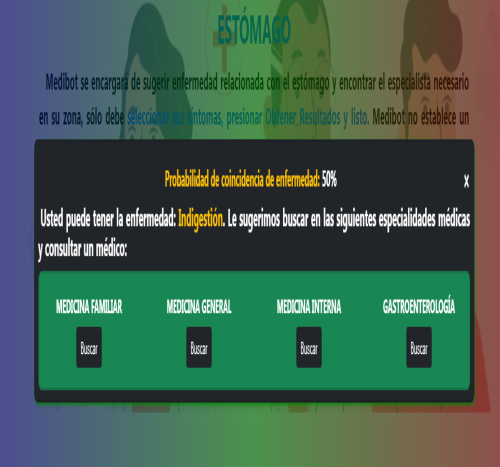 ESTÓMAGO
Medibot se encargará de sugerir enfermedad relacionada con el estómago y encontrar el especialista necesario
en su zona, sólo debe seleccionar sus síntomas, presionar Obtener Resultados y listo. Medibot no establece un
Probabilidad de coincidencia de enfermedad: 50%
x
Usted puede tener la enfermedad: Indigestión. Le sugerimos buscar en las siguientes especialidades médicas
y consultar un médico:
MEDICINA FAMILIAR MEDICINA GENERAL MEDICINA INTERNA GASTROENTEROLOGÍA
Buscar Buscar Buscar Buscar